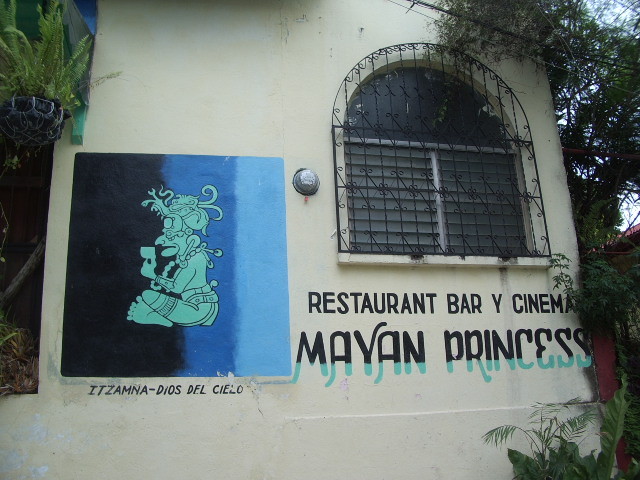 RESTAURANT BAR Y CINEMA
MAYAN PRINCESS
ITZAMNA-DIOS DEL CIELO